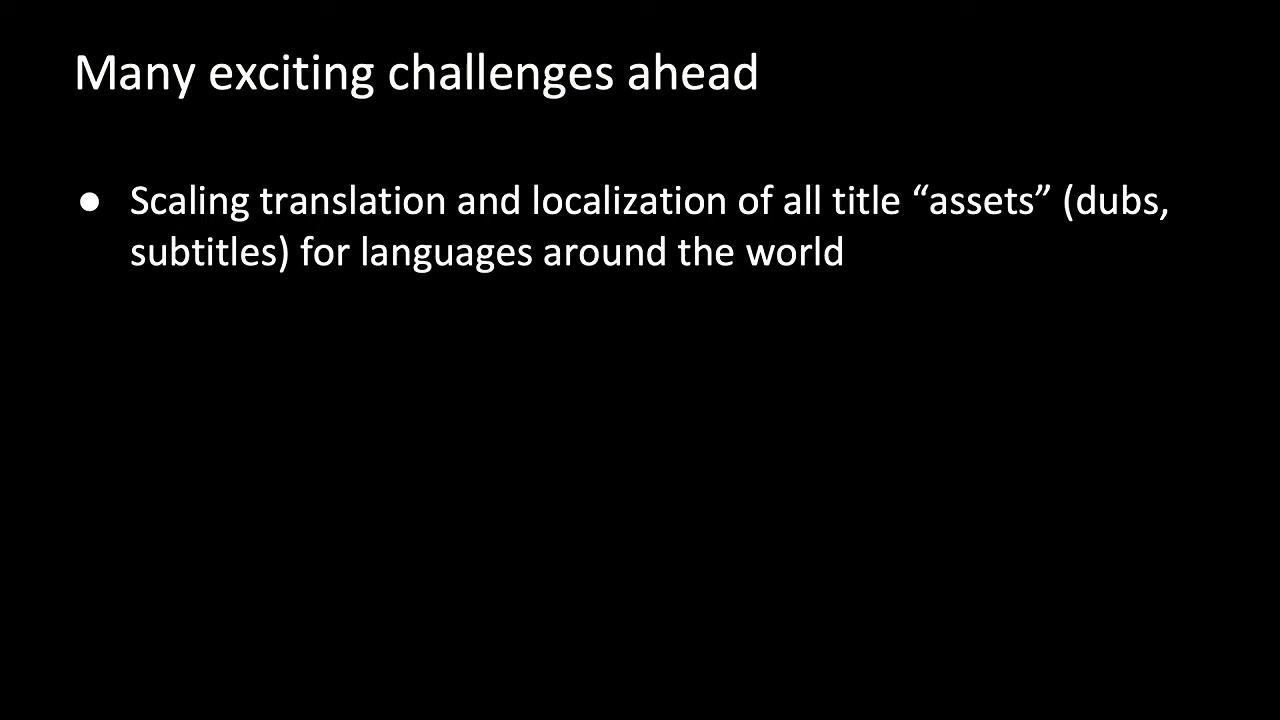 Many exciting challenges ahead
● Scaling translation and localization of all title “assets” (dubs,
subtitles) for languages around the world